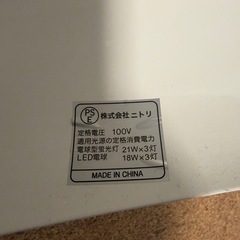 PS
E
株式会社ニトリ
定格電圧 100V
適用光源の定格消費電力
電球型蛍光灯 21W×3灯
LED電球 18W×3灯
MADE IN CHINA